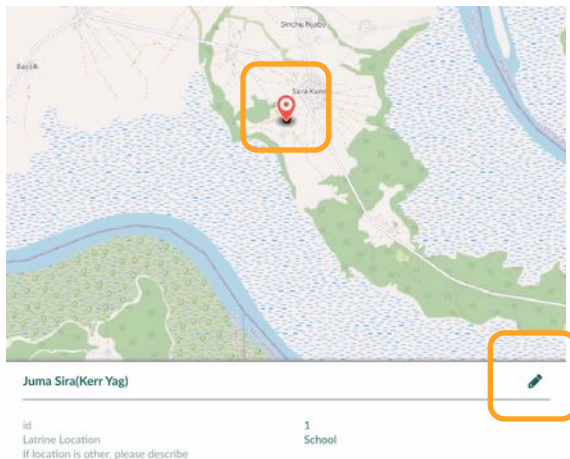 Sinchu Njabo
Bassik
Sara Kunda
Juma Sira(Kerr Yag)
id 1
Latrine Location School
If location is other, please describe